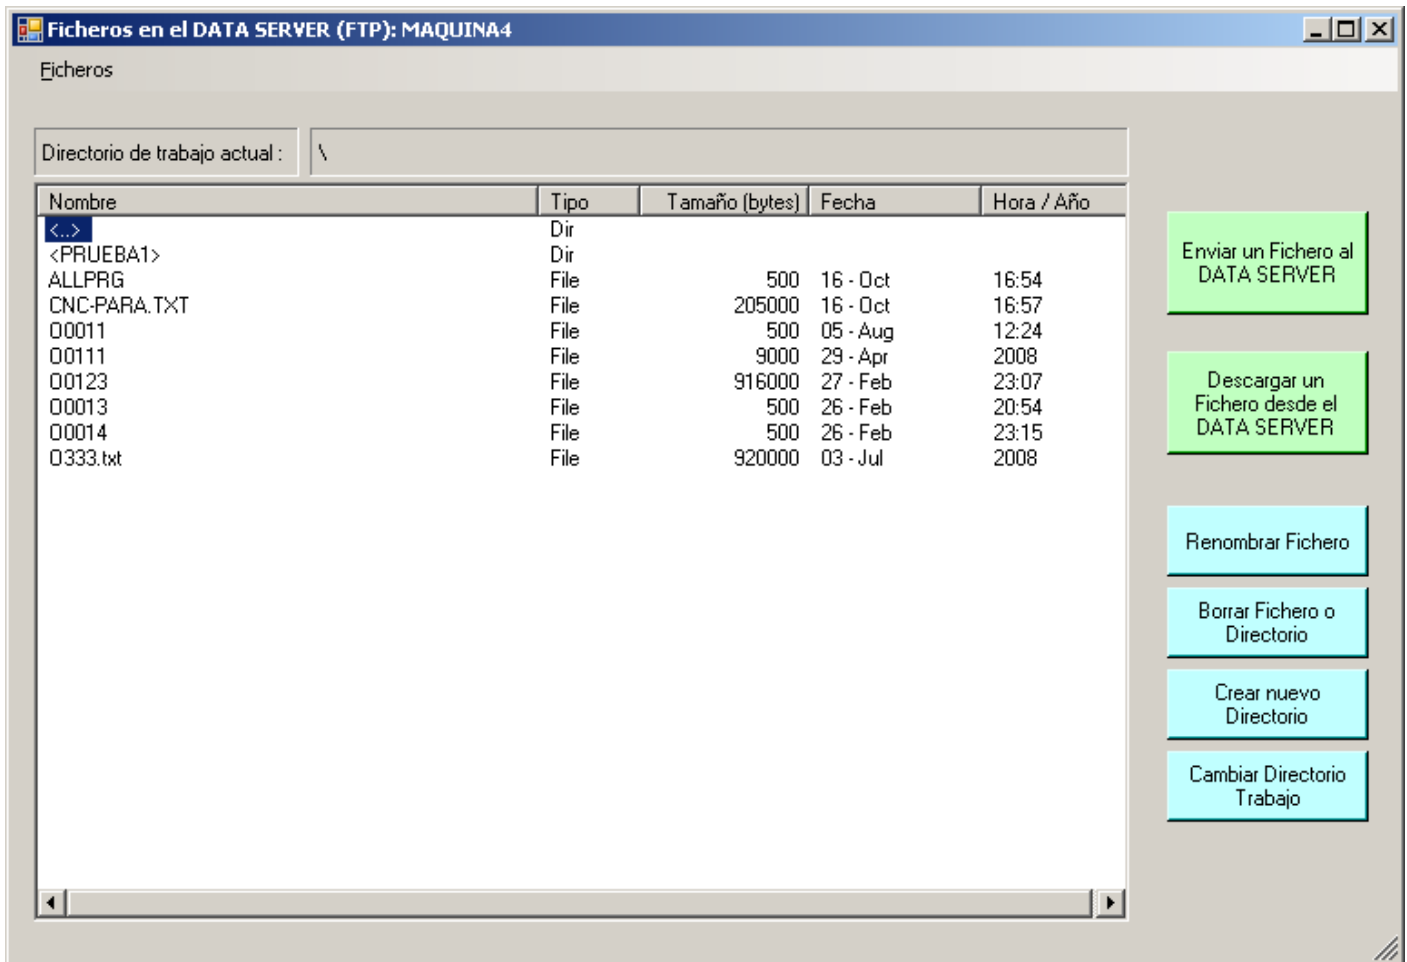 Ficheros en el DATA SERVER (FTP): MAQUINA4
Ficheros
Directorio de trabajo actual : \
Nombre Tipo Tamaño (bytes) Fecha Hora / Año
<..> Dir
<PRUEBA1> Dir
ALLPRG File 500 16 - Oct 16:54
CNC-PARA.TXT File 205000 16 - Oct 16:57
O0011 File 500 05 - Aug 12:24
O0111 File 9000 29 - Apr 2008
O0123 File 916000 27 - Feb 23:07
O0013 File 500 26 - Feb 20:54
O0014 File 500 26 - Feb 23:15
O333.txt File 920000 03 - Jul 2008
Enviar un Fichero al
DATA SERVER
Descargar un
Fichero desde el
DATA SERVER
Renombrar Fichero
Borrar Fichero o
Directorio
Crear nuevo
Directorio
Cambiar Directorio
Trabajo